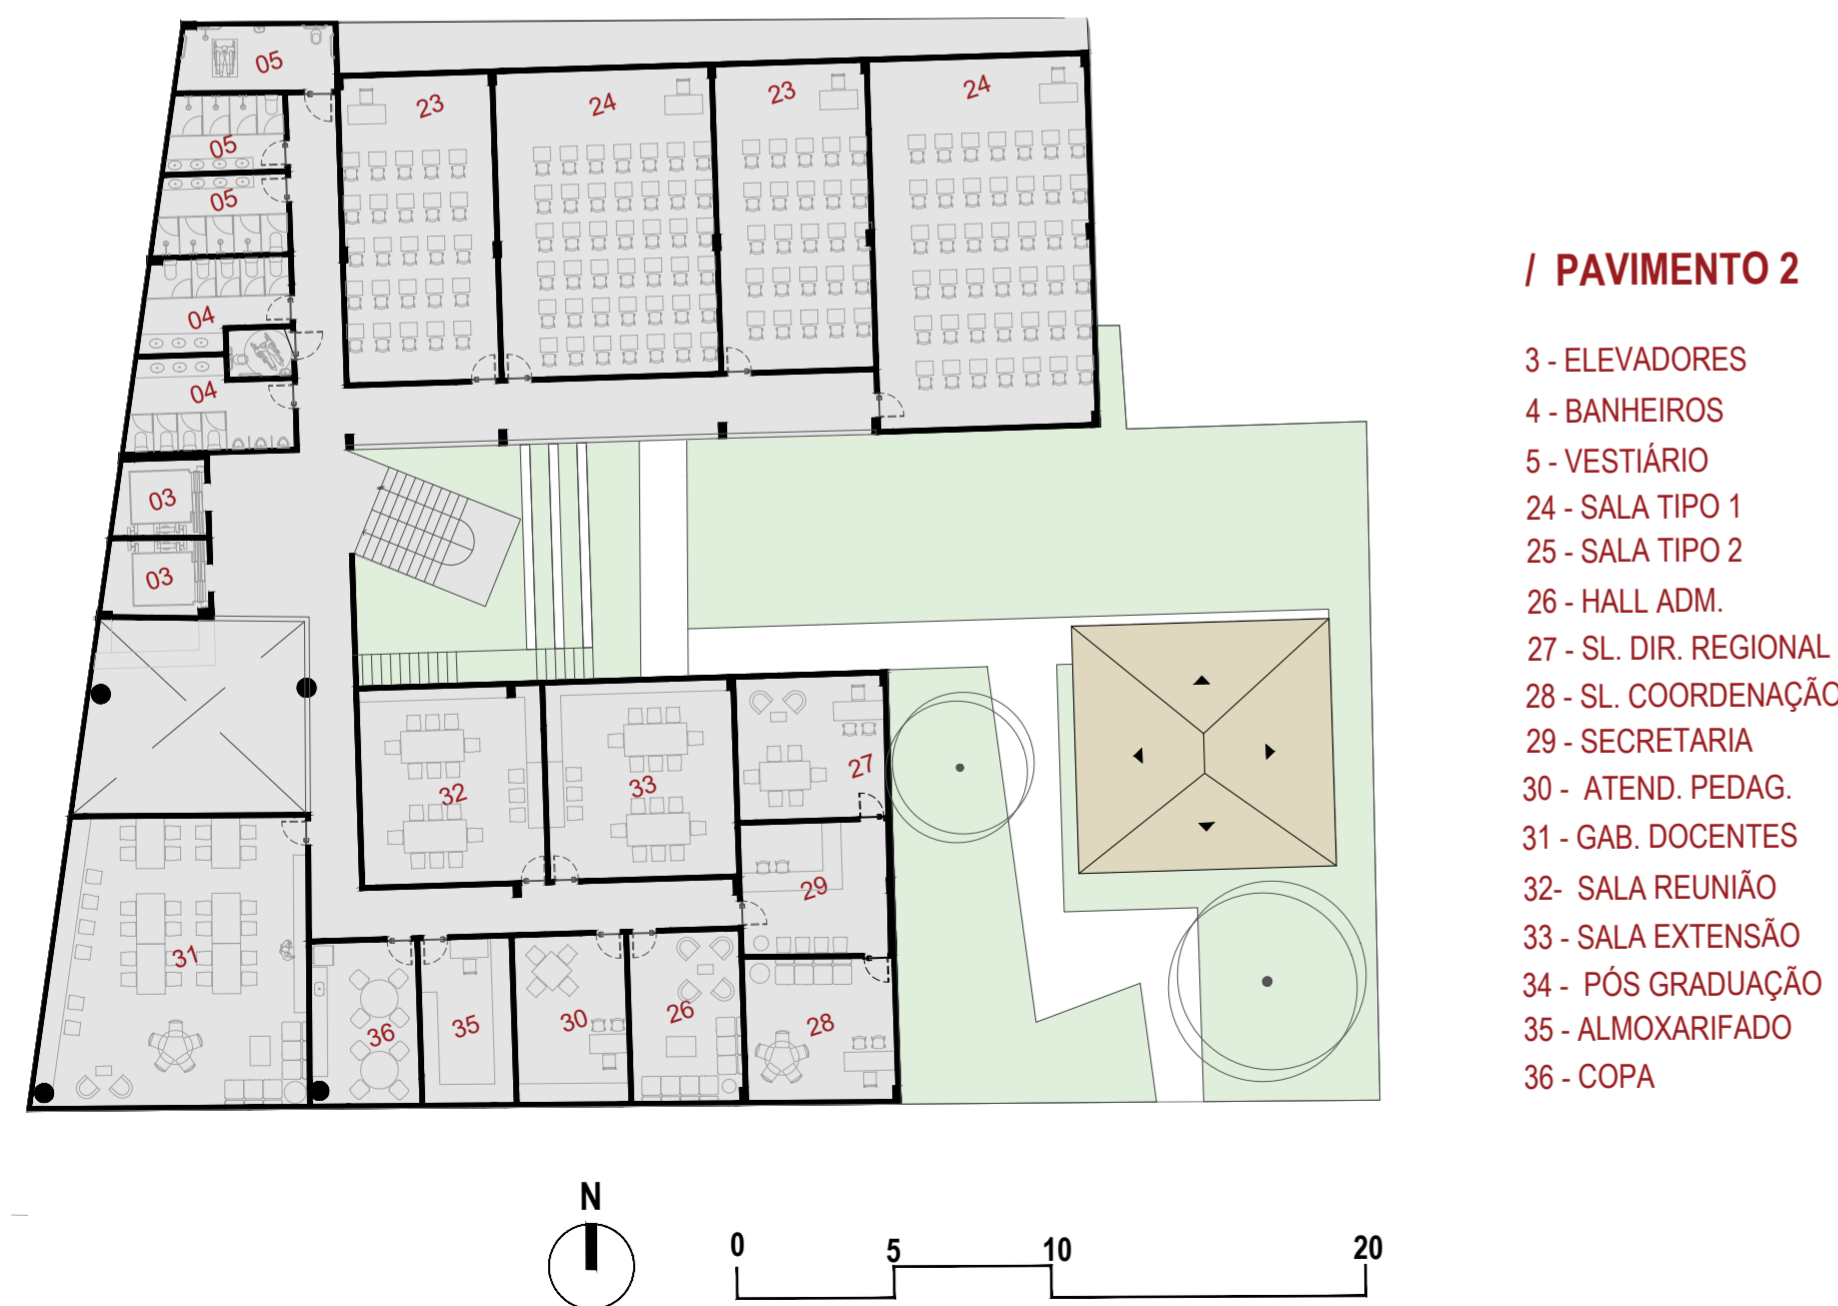 05
23
24
23
24
05
05
04
04
03
03
/ PAVIMENTO 2
3 - ELEVADORES
4 - BANHEIROS
5 - VESTIÁRIO
24 - SALA TIPO 1
25 - SALA TIPO 2
26 - HALL ADM.
27 - SL. DIR. REGIONAL
28 - SL. COORDENAÇÃO
29 - SECRETARIA
30 - ATEND. PEDAG.
31 - GAB. DOCENTES
32- SALA REUNIÃO
33 - SALA EXTENSÃO
34 - PÓS GRADUAÇÃO
35 - ALMOXARIFADO
36 - COPA
32
33
27
29
31
36
35
30
26
28
N
0 5 10 20